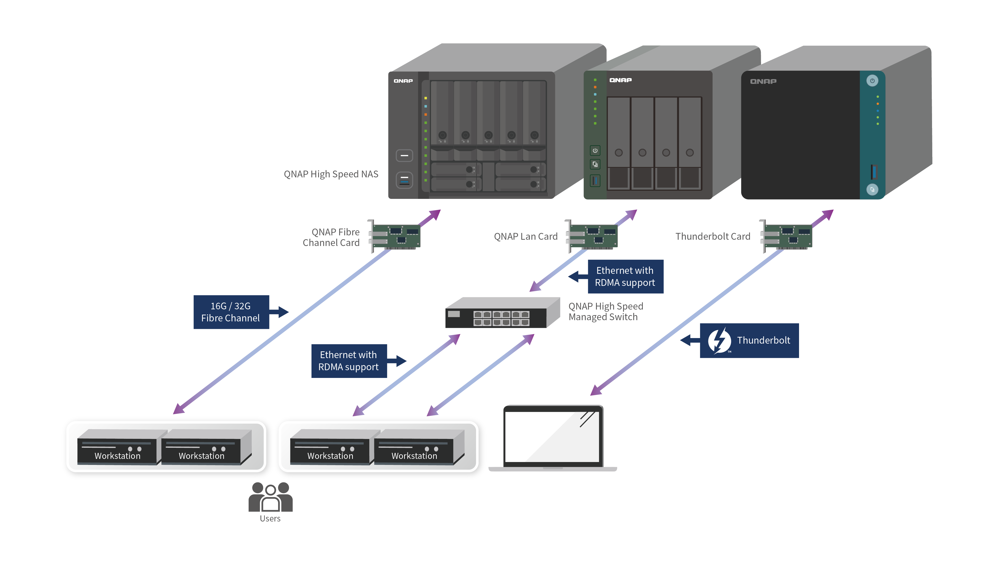 QNAP
QNAP
QNAP
QNAP High Speed NAS
QNAP Fibre
Channel Card
QNAP Lan Card
Thunderbolt Card
Ethernet with
RDMA support
16G / 32G
Fibre Channel
QNAP High Speed
Managed Switch
Thunderbolt
TM
Ethernet with
RDMA support
Workstation
Workstation
Workstation
Workstation
Users